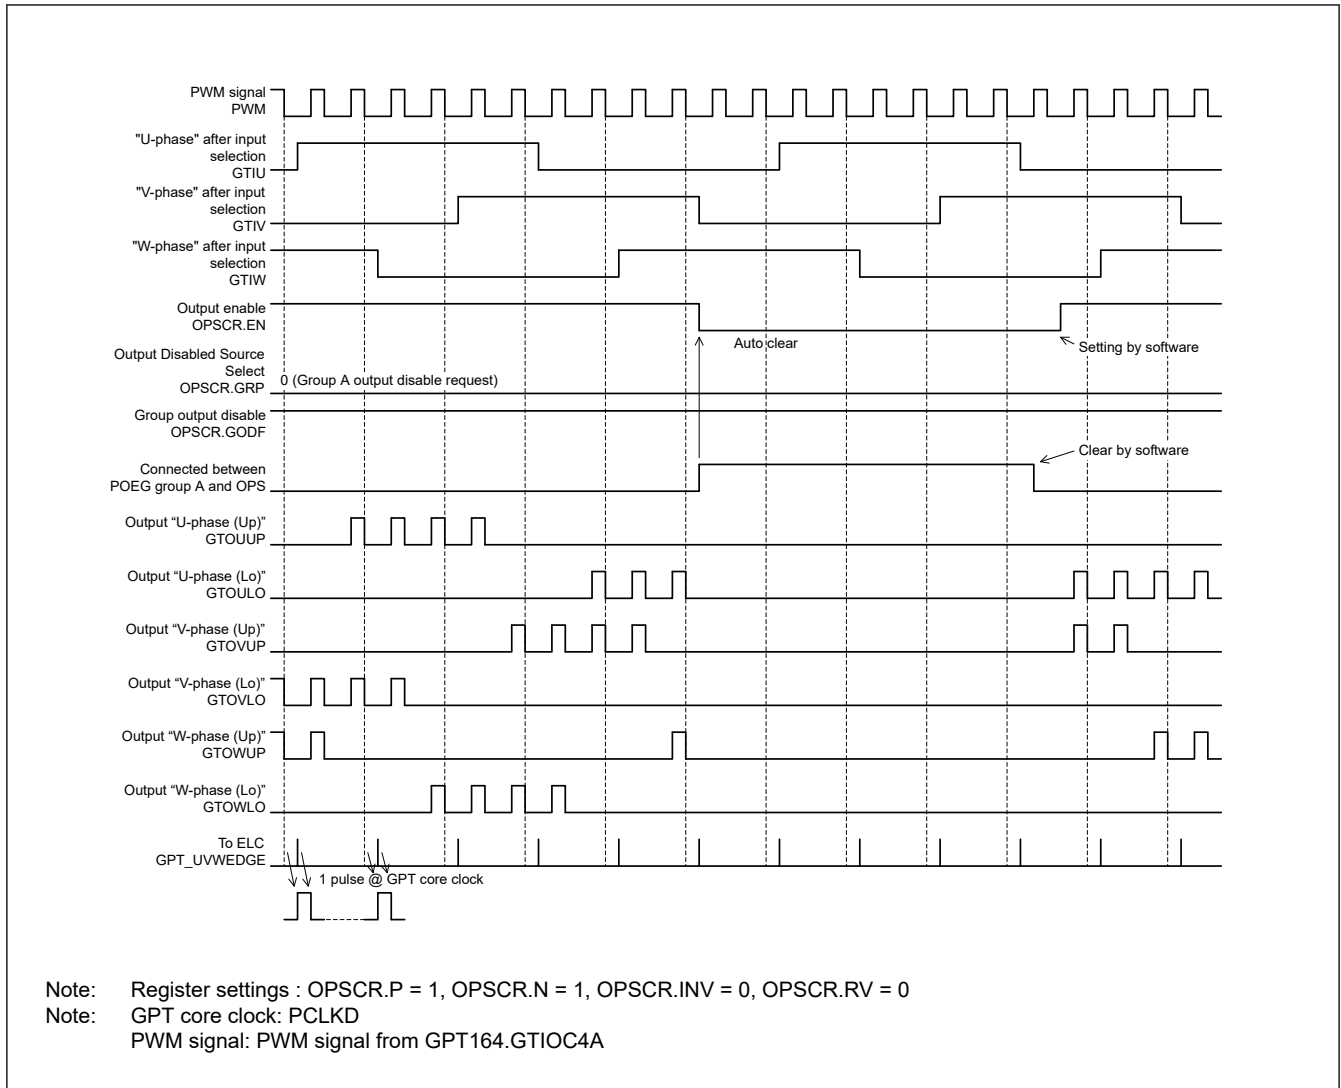 PWM signal
PWM
"U-phase" after input
selection
GTIU
"V-phase" after input
selection
GTIV
"W-phase" after input
selection
GTIW
Output enable
OPSCR.EN
Auto clear
Setting by software
Output Disabled Source
Select
OPSCR.GRP
0 (Group A output disable request)
Group output disable
OPSCR.GODF
Clear by software
Connected between
POEG group A and OPS
Output “U-phase (Up)”
GTOUUP
Output “U-phase (Lo)”
GTOULO
Output “V-phase (Up)”
GTOVUP
Output “V-phase (Lo)”
GTOVLO
Output “W-phase (Up)”
GTOWUP
Output “W-phase (Lo)”
GTOWLO
To ELC
GPT_UVWEDGE
1 pulse @ GPT core clock
Note: Register settings : OPSCR.P = 1, OPSCR.N = 1, OPSCR.INV = 0, OPSCR.RV = 0
Note: GPT core clock: PCLKD
PWM signal: PWM signal from GPT164.GTIOC4A